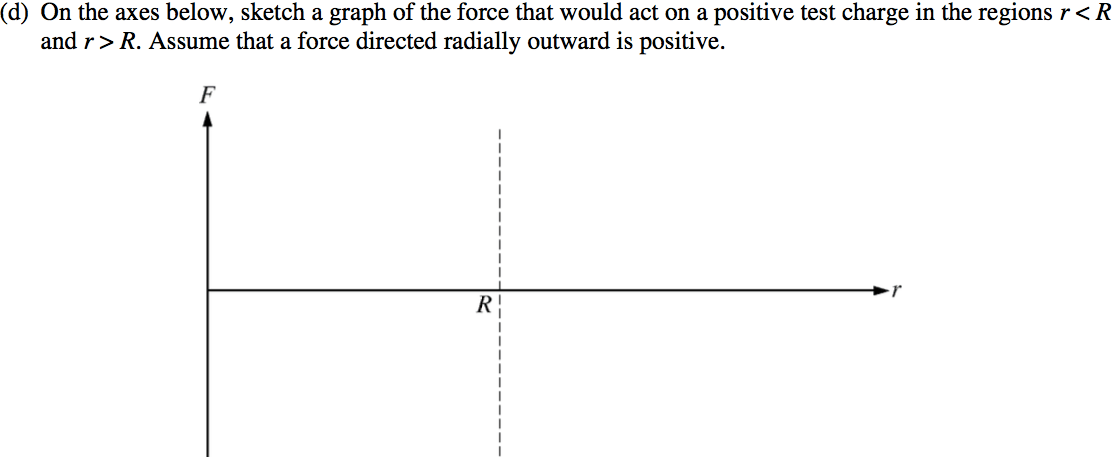 (d) On the axes below, sketch a graph of the force that would act on a positive test charge in the regions r < R
and r > R. Assume that a force directed radially outward is positive.
F
r
R